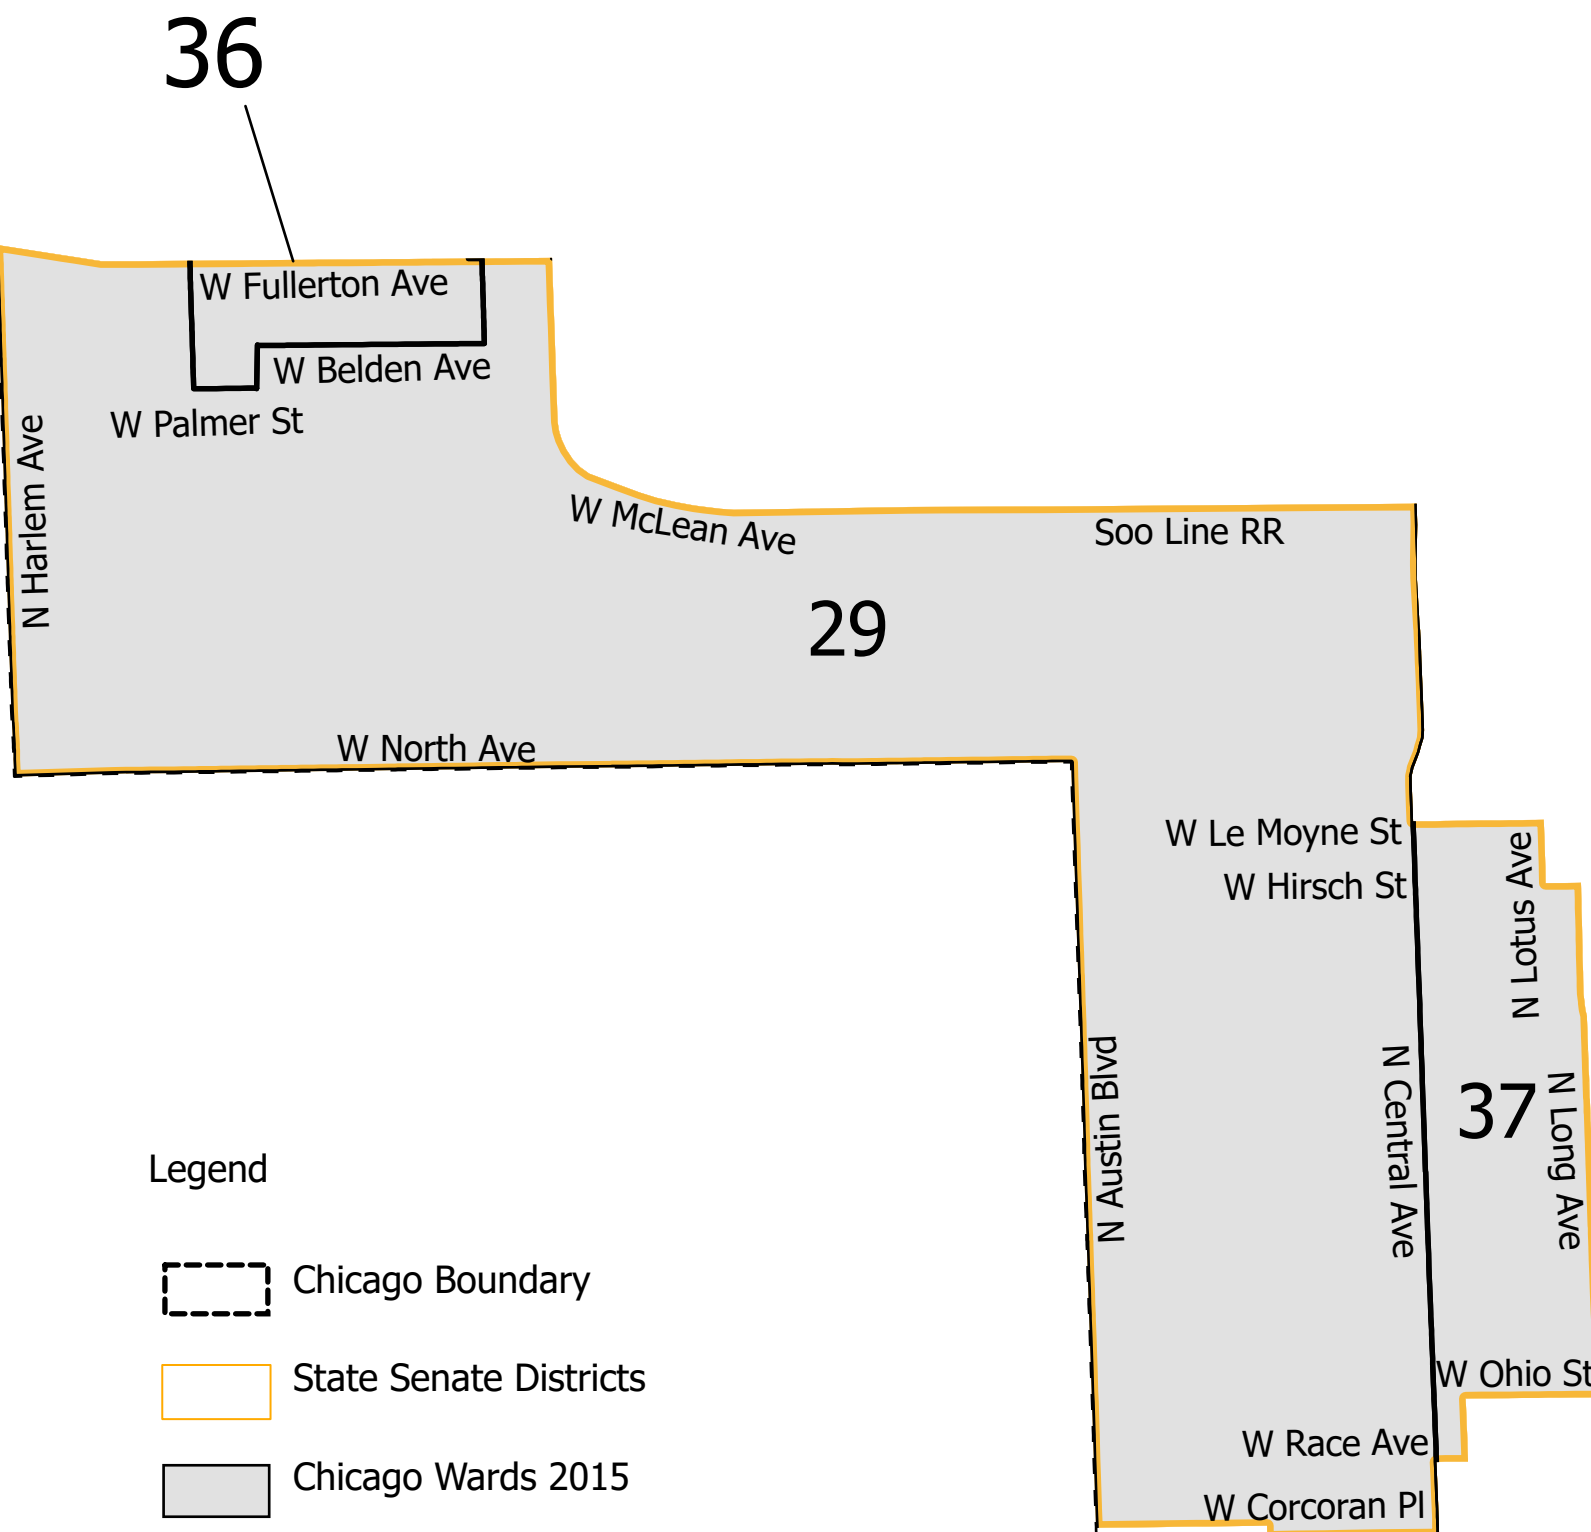 36
W Fullerton Ave
W Belden Ave
W Palmer St
N Harlem Ave
W McLean Ave
Soo Line RR
29
W North Ave
W Le Moyne St
W Hirsch St
N Lotus Ave
N Austin Blvd
N Central Ave
37
N Long Ave
W Ohio St
W Race Ave
W Corcoran Pl
Legend
Chicago Boundary
State Senate Districts
Chicago Wards 2015